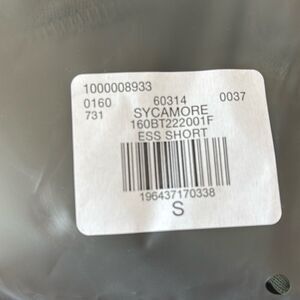 1000008933
0160 60314 0037
731 SYCAMORE
160BT222001F
ESS SHORT
196437170338
S